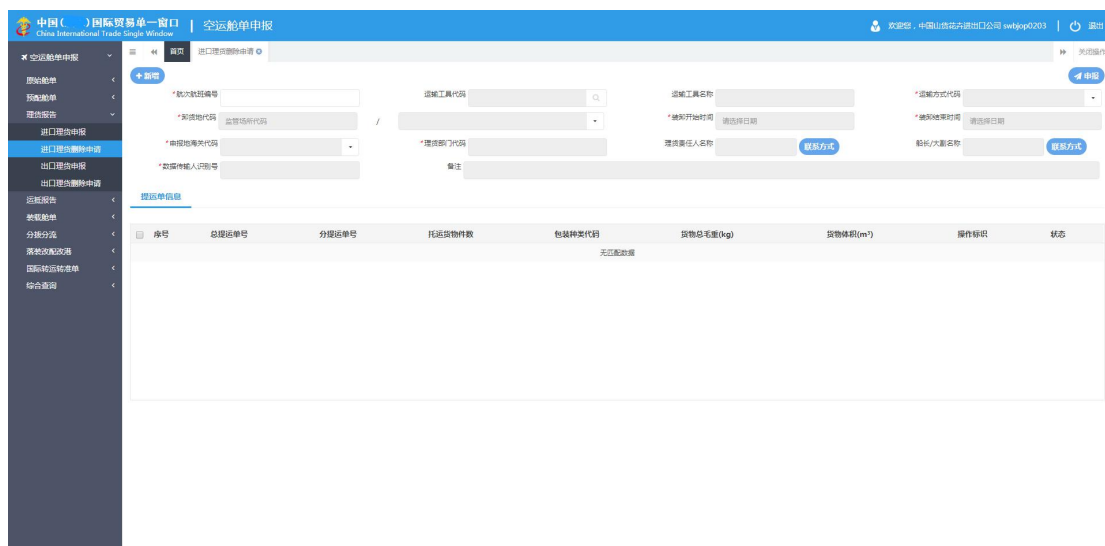 中国( )国际贸易单一窗口 | 空运舱单申报
China International Trade Single Window
欢迎您，中国山货花卉进出口公司 swbjop0203 | 退出
空运舱单申报
首页 进口理货删除申请 关闭操作
原始舱单
预配舱单
理货报告
进口理货申报
进口理货删除申请
出口理货申报
出口理货删除申请
运抵报告
装载舱单
分拨分流
落装改配改港
国际转运转准单
综合查询
+新增 申报
*航次航班编号 运输工具代码 运输工具名称 *运输方式代码
*卸货地代码 监管场所代码 / *装卸开始时间 请选择日期 *装卸结束时间 请选择日期
*申报地海关代码 *理货部门代码 理货责任人名称 联系方式 船长/大副名称 联系方式
*数据传输人识别号 备注
提运单信息
序号 总提运单号 分提运单号 托运货物件数 包装种类代码 货物总毛重(kg) 货物体积(m³) 操作标识 状态
无匹配数据